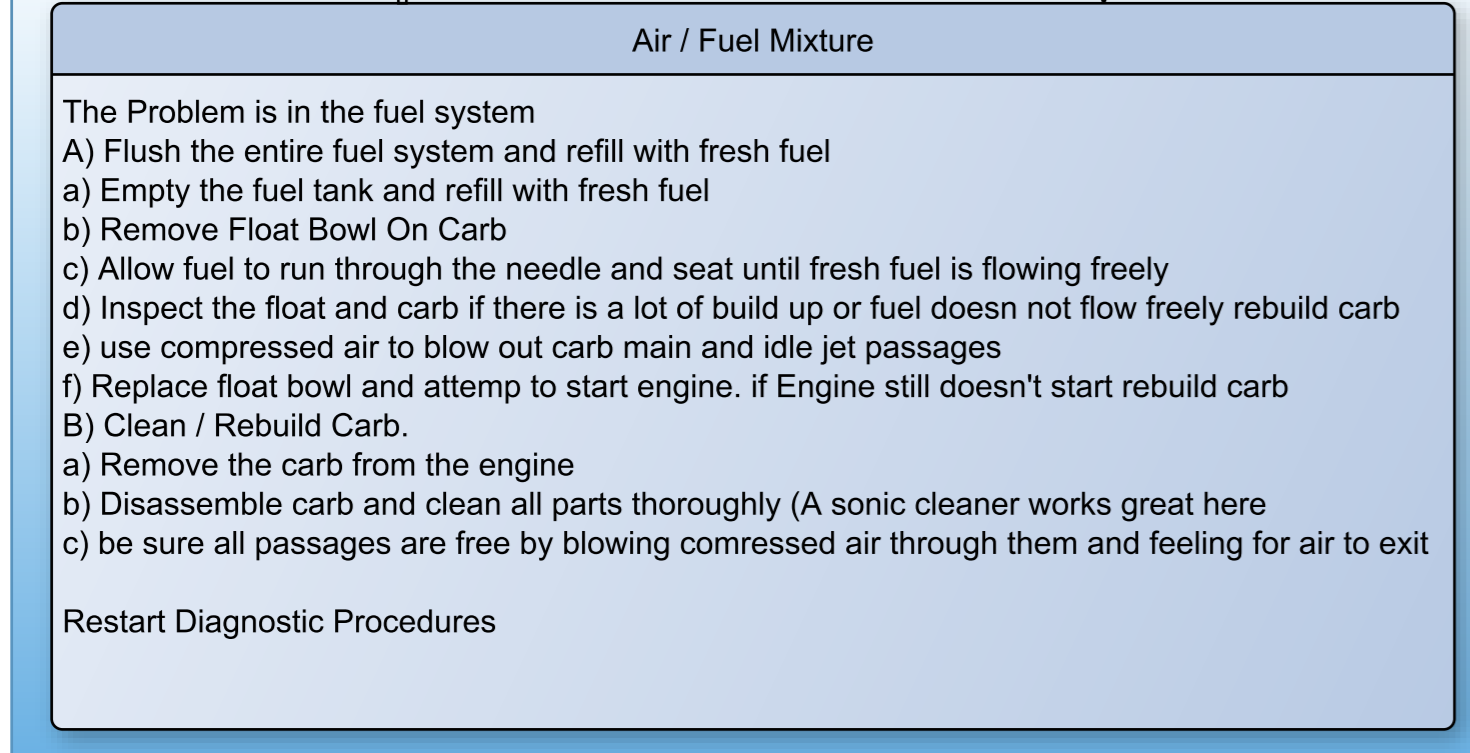 Air / Fuel Mixture
The Problem is in the fuel system
A) Flush the entire fuel system and refill with fresh fuel
a) Empty the fuel tank and refill with fresh fuel
b) Remove Float Bowl On Carb
c) Allow fuel to run through the needle and seat until fresh fuel is flowing freely
d) Inspect the float and carb if there is a lot of build up or fuel doesn not flow freely rebuild carb
e) use compressed air to blow out carb main and idle jet passages
f) Replace float bowl and attemp to start engine. if Engine still doesn't start rebuild carb
B) Clean / Rebuild Carb.
a) Remove the carb from the engine
b) Disassemble carb and clean all parts thoroughly (A sonic cleaner works great here
c) be sure all passages are free by blowing comressed air through them and feeling for air to exit
Restart Diagnostic Procedures